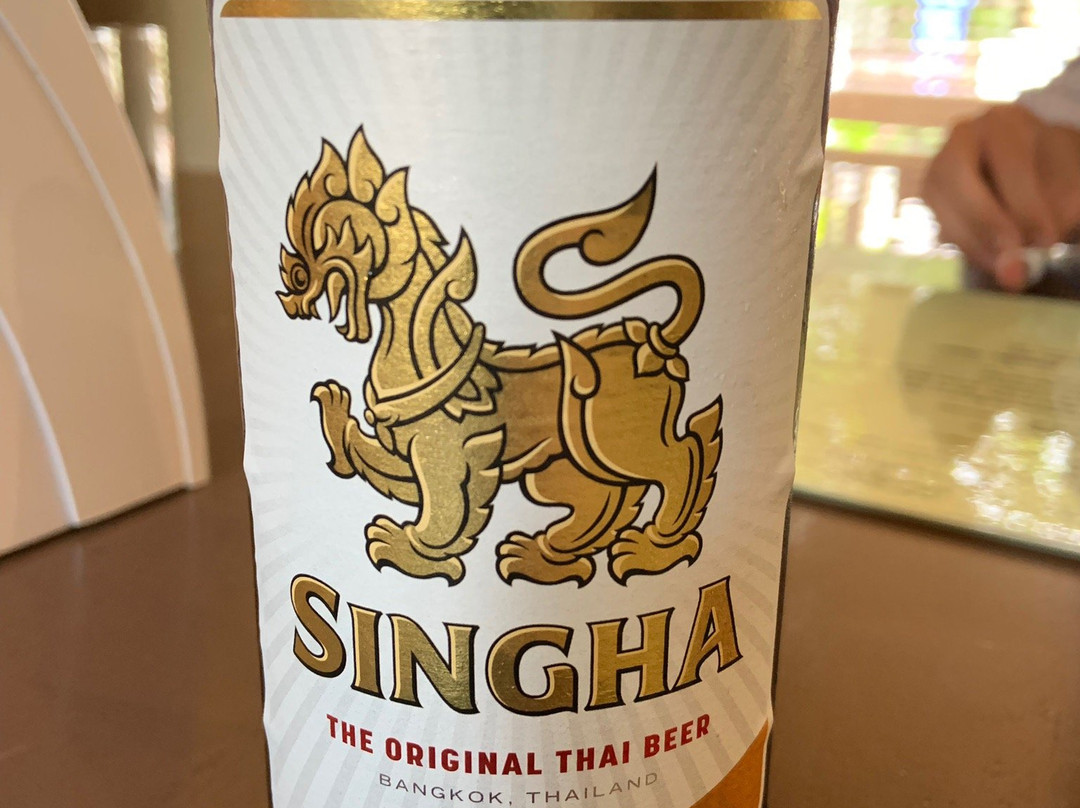 SINGHA
THE ORIGINAL THAI BEER
BANGKOK, THAILAND